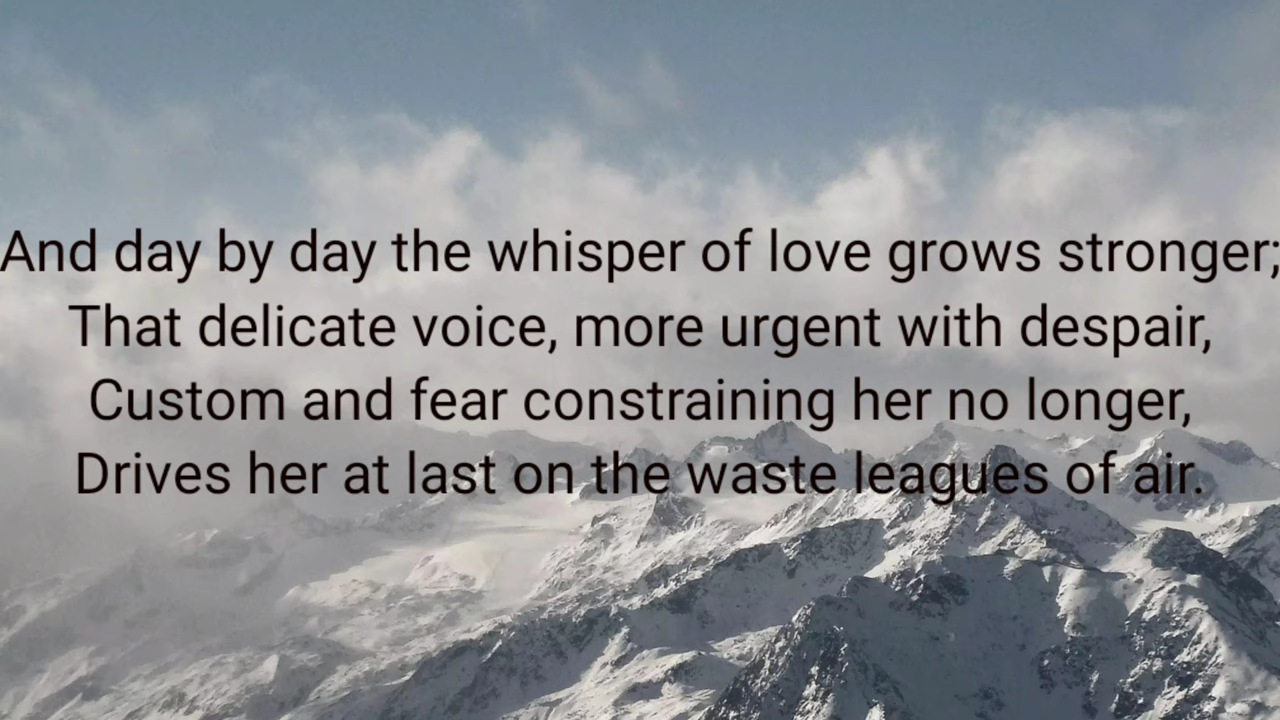 And day by day the whisper of love grows stronger;
That delicate voice, more urgent with despair,
Custom and fear constraining her no longer,
Drives her at last on the waste leagues of air.